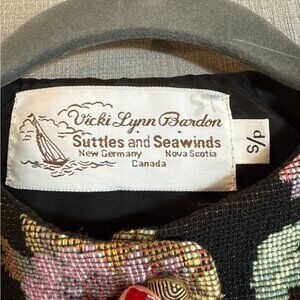 Vicki Lynn Bardon
Suttles and Seawinds
New Germany Nova Scotia
Canada
S/P